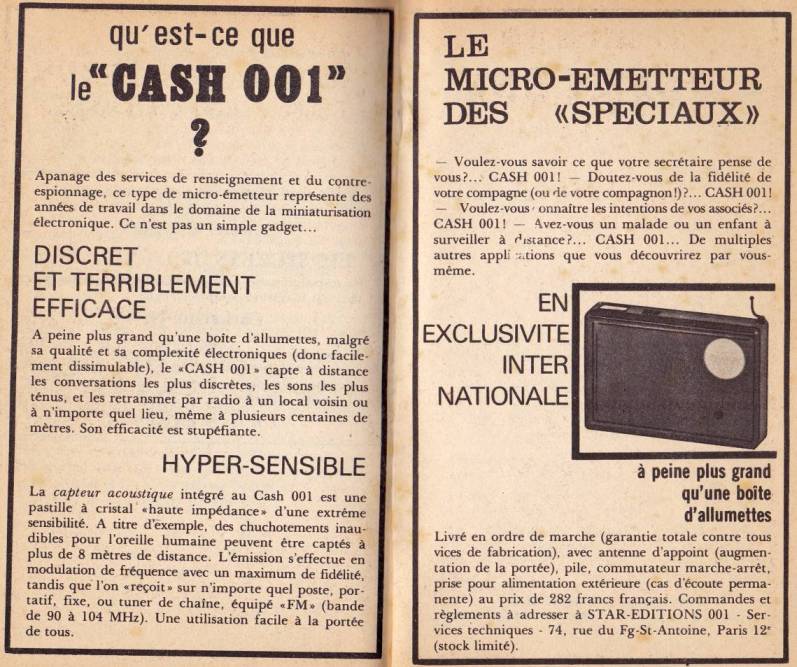 qu'est-ce que
le "CASH 001"
?
Apanage des services de renseignement et du contre-
espionnage, ce type de micro-émetteur représente des
années de travail dans le domaine de la miniaturisation
électronique. Ce n'est pas un simple gadget...
DISCRET
ET TERRIBLEMENT
EFFICACE
A peine plus grand qu'une boîte d'allumettes, malgré
sa qualité et sa complexité électroniques (donc facile-
ment dissimulable), le «CASH 001» capte à distance
les conversations les plus discrètes, les sons les plus
ténus, et les retransmet par radio à un local voisin ou
à n'importe quel lieu, même à plusieurs centaines de
mètres. Son efficacité est stupéfiante.
HYPER-SENSIBLE
La capteur acoustique intégré au Cash 001 est une
pastille à cristal «haute impédance» d'une extrême
sensibilité. A titre d'exemple, des chuchotements inau-
dibles pour l'oreille humaine peuvent être captés à
plus de 8 mètres de distance. L'émission s'effectue en
modulation de fréquence avec un maximum de fidélité,
tandis que l'on «reçoit» sur n'importe quel poste, por-
tatif, fixe, ou tuner de chaîne, équipé «FM» (bande
de 90 à 104 MHz). Une utilisation facile à la portée
de tous.
LE
MICRO-EMETTEUR
DES «SPECIAUX»
— Voulez-vous savoir ce que votre secrétaire pense de
vous?... CASH 001! — Doutez-vous de la fidélité de
votre compagne (ou de votre compagnon!)?... CASH 001!
— Voulez-vous connaître les intentions de vos associés?...
CASH 001! — Avez-vous un malade ou un enfant à
surveiller à distance?... CASH 001... De multiples
autres applications que vous découvrirez par vous-
même.
EN
EXCLUSIVITE
INTER
NATIONALE
à peine plus grand
qu'une boîte
d'allumettes
Livré en ordre de marche (garantie totale contre tous
vices de fabrication), avec antenne d'appoint (augmen-
tation de la portée), pile, commutateur marche-arrêt,
prise pour alimentation extérieure (cas d'écoute perma-
nente) au prix de 282 francs français. Commandes et
règlements à adresser à STAR-EDITIONS 001 - Ser-
vices techniques - 74, rue du Fg-St-Antoine, Paris 12e
(stock limité).